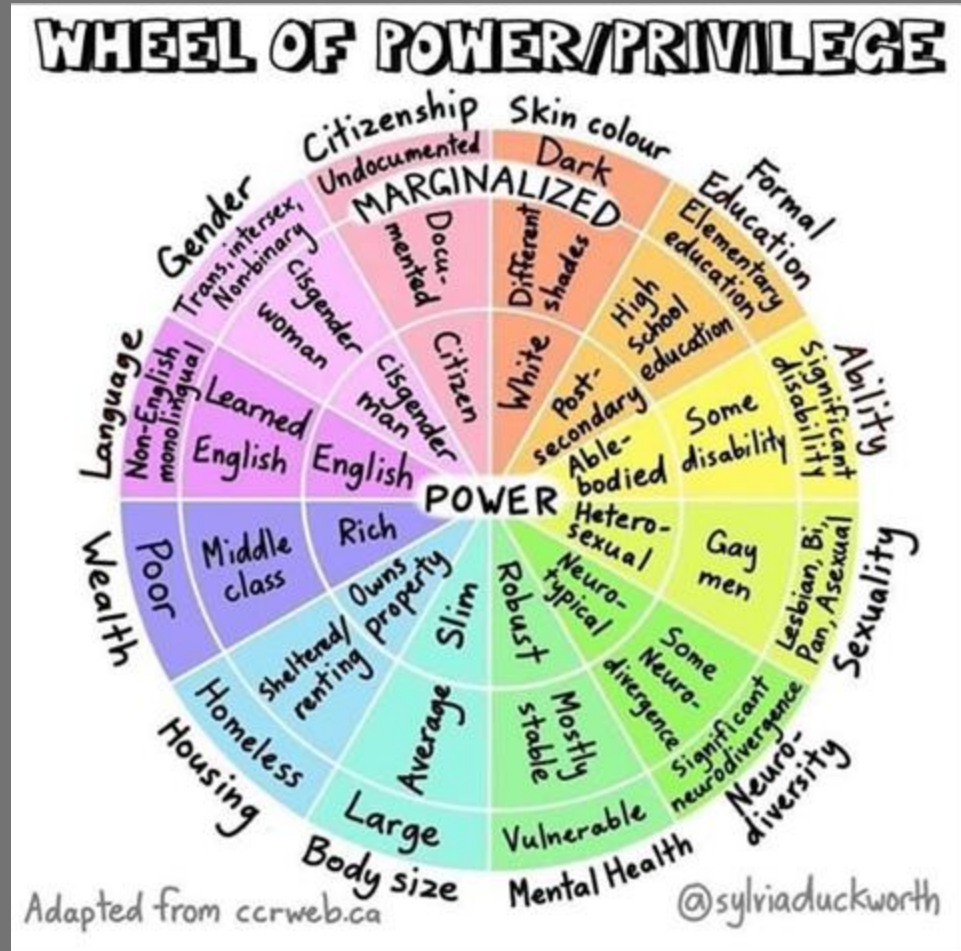 WHEEL OF POWER/PRIVILEGE
Citizenship
Undocumented
Docu-
mented
Citizen
Skin colour
Dark
Different
shades
White
MARGINALIZED
Formal
Education
Elementary
education
High
School
education
Post-
secondary
Ability
Significant
disability
Some
disability
Able-
bodied
Sexuality
Lesbian, Bi,
Pan, Asexual
Gay
men
Hetero-
sexual
Neuro-
diversity
Significant
neurodivergence
Some
Neuro-
divergence
Neuro-
typical
Mental Health
Vulnerable
Mostly
stable
Robust
Body size
Large
Average
Slim
Housing
Homeless
Sheltered/
renting
Owns
property
Wealth
Poor
Middle
class
Rich
Language
Non-English
monolingual
Learned
English
English
Gender
Trans, intersex,
Non-binary
cisgender
woman
cisgender
man
POWER
Adapted from ccrweb.ca
@sylviaduckworth